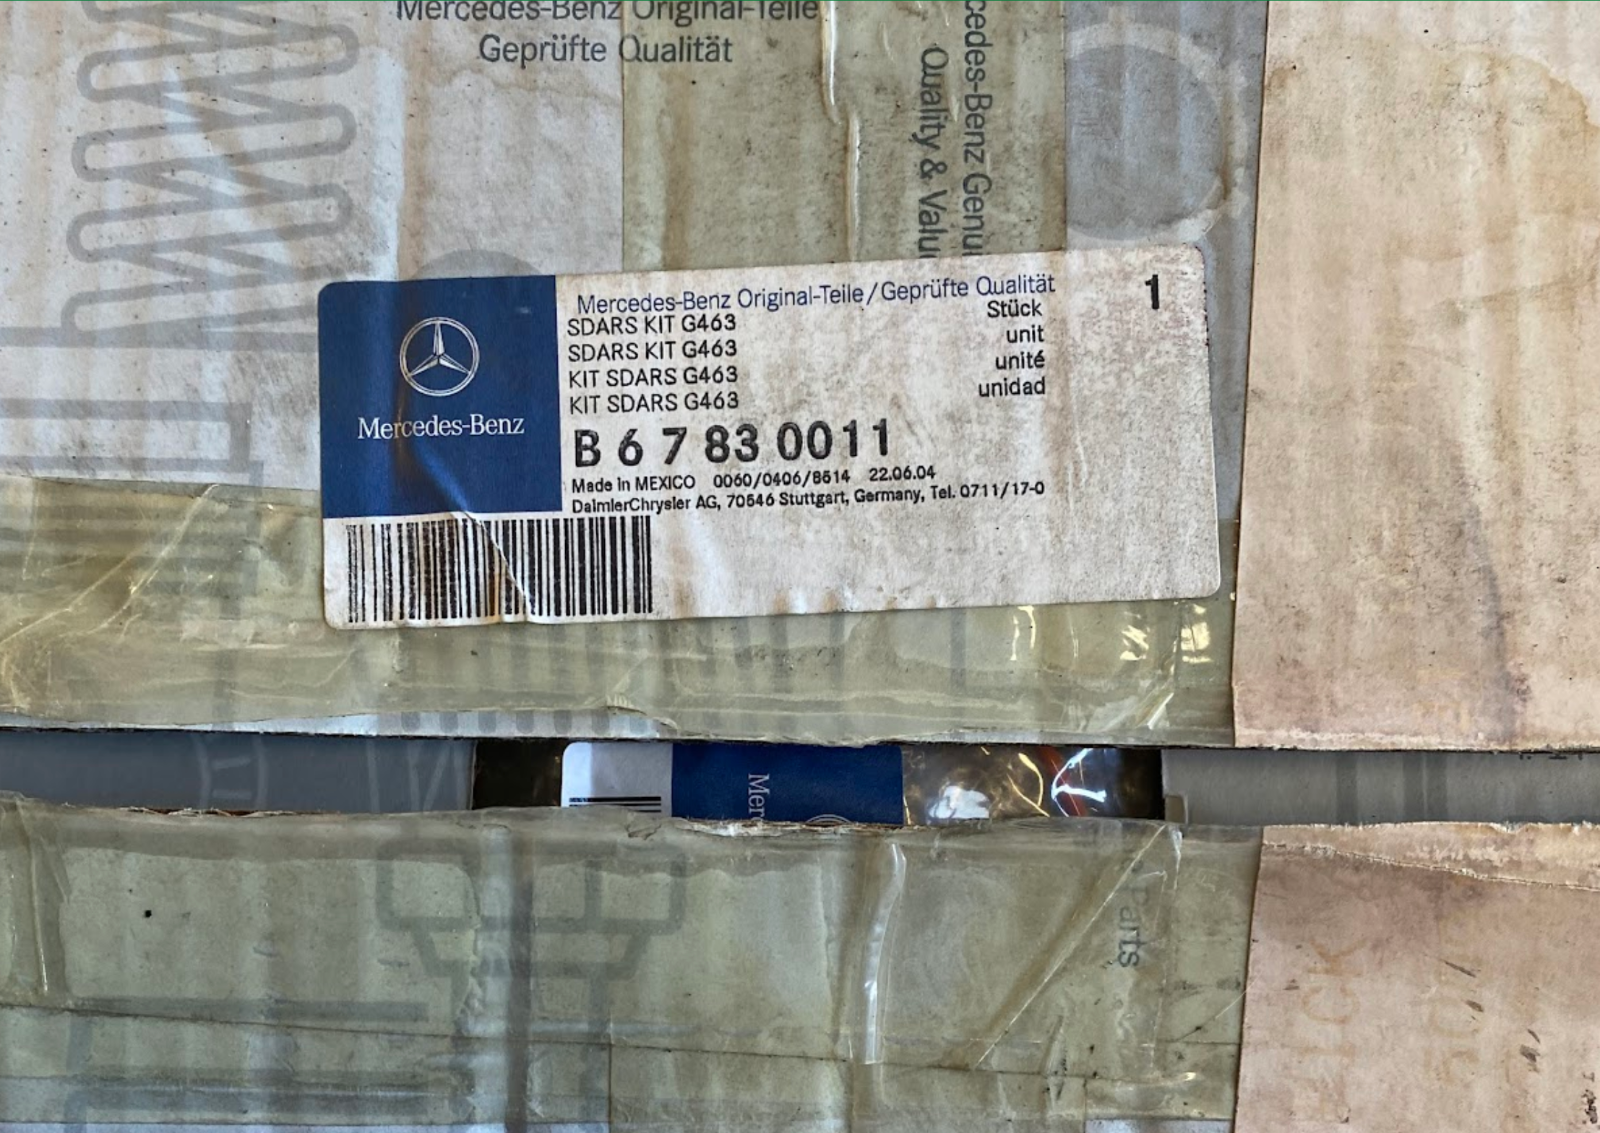 Mercedes-Benz Original-Teile
Geprüfte Qualität
cedes-Benz Genu
Quality & Valu
Mercedes-Benz Original-Teile/Geprüfte Qualität
1
SDARS KIT G463
Stück
SDARS KIT G463
unit
KIT SDARS G463
unité
KIT SDARS G463
unidad
Mercedes-Benz
B 6 7 83 0011
Made in MEXICO 0060/0406/8614 22.06.04
DaimlerChrysler AG, 70546 Stuttgart, Germany, Tel. 0711/17-0
Mer
Parts